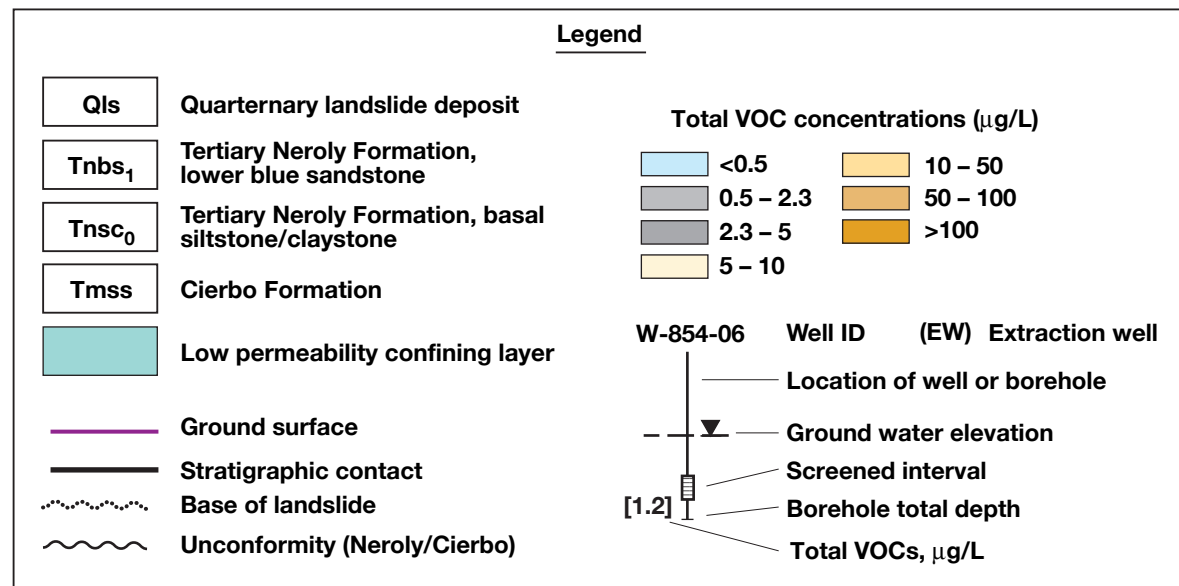 Legend
Qls Quarternary landslide deposit
Tnbs1 Tertiary Neroly Formation,
lower blue sandstone
Tnsc0 Tertiary Neroly Formation, basal
siltstone/claystone
Tmss Cierbo Formation
Low permeability confining layer
Ground surface
Stratigraphic contact
Base of landslide
Unconformity (Neroly/Cierbo)
Total VOC concentrations (µg/L)
<0.5
0.5 – 2.3
2.3 – 5
5 – 10
10 – 50
50 – 100
>100
W-854-06 Well ID (EW) Extraction well
Location of well or borehole
Ground water elevation
Screened interval
[1.2] Borehole total depth
Total VOCs, µg/L